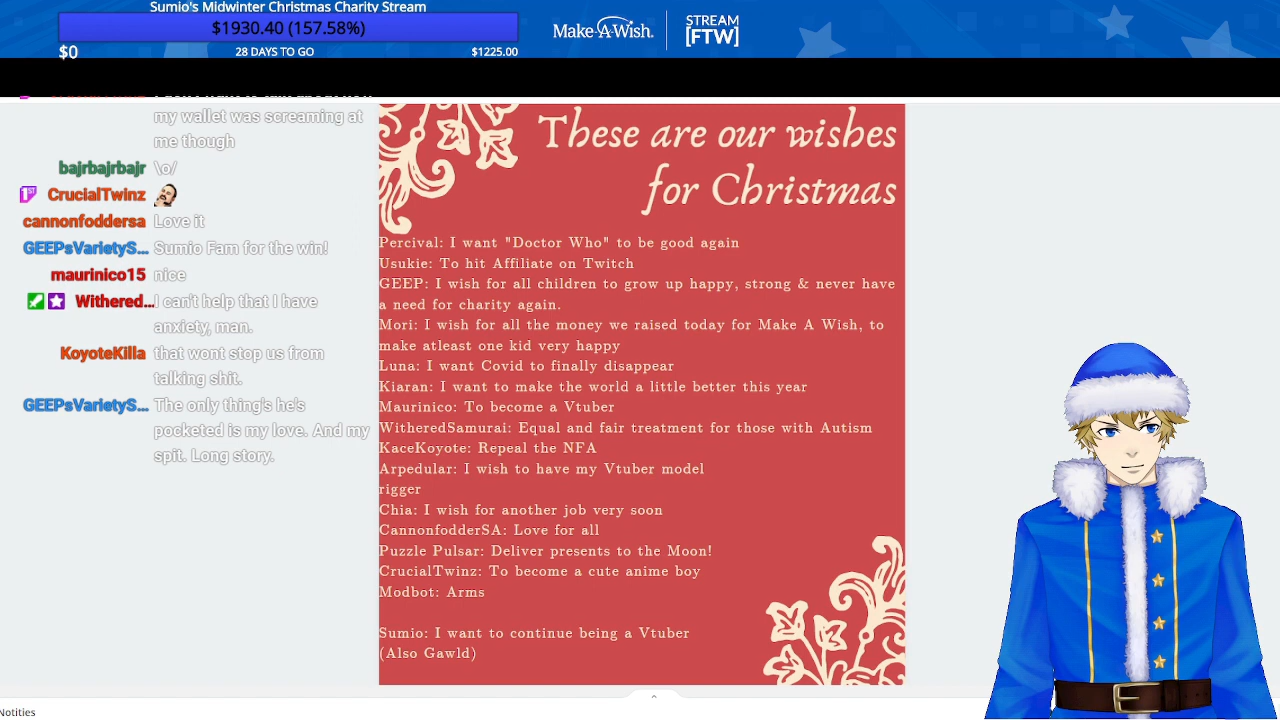 Sumio's Midwinter Christmas Charity Stream
$1930.40 (157.58%)
$0
28 DAYS TO GO
$1225.00
Make-A-Wish.
STREAM
[FTW]
my wallet was screaming at
me though
bajrbajrbajr \o/
CrucialTwinz
cannonfoddersa Love it
GEEPsVarietyS... Sumio Fam for the win!
maurinico15 nice
Withered... I can't help that I have
anxiety, man.
KoyoteKilla that wont stop us from
talking shit.
GEEPsVarietyS... The only thing's he's
pocketed is my love. And my
spit. Long story.
These are our wishes
for Christmas
Percival: I want "Doctor Who" to be good again
Usukie: To hit Affiliate on Twitch
GEEP: I wish for all children to grow up happy, strong & never have
a need for charity again.
Mori: I wish for all the money we raised today for Make A Wish, to
make atleast one kid very happy
Luna: I want Covid to finally disappear
Kiaran: I want to make the world a little better this year
Maurinico: To become a Vtuber
WitheredSamurai: Equal and fair treatment for those with Autism
KaceKoyote: Repeal the NFA
Arpedular: I wish to have my Vtuber model
rigger
Chia: I wish for another job very soon
CannonfodderSA: Love for all
Puzzle Pulsar: Deliver presents to the Moon!
CrucialTwinz: To become a cute anime boy
Modbot: Arms
Sumio: I want to continue being a Vtuber
(Also Gawld)
Notities